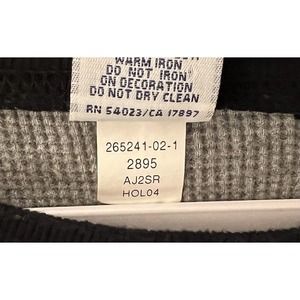 WARM IRON
DO NOT IRON
ON DECORATION
DO NOT DRY CLEAN
RN 54023/CA 17897
265241-02-1
2895
AJ2SR
HOL04